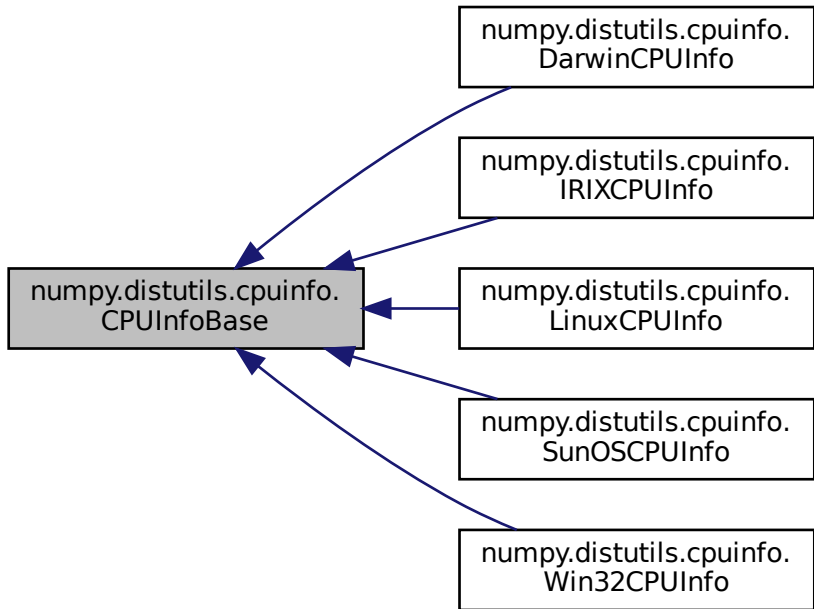 numpy.distutils.cpuinfo.
DarwinCPUInfo
numpy.distutils.cpuinfo.
IRIXCPUInfo
numpy.distutils.cpuinfo.
CPUInfoBase
numpy.distutils.cpuinfo.
LinuxCPUInfo
numpy.distutils.cpuinfo.
SunOSCPUInfo
numpy.distutils.cpuinfo.
Win32CPUInfo